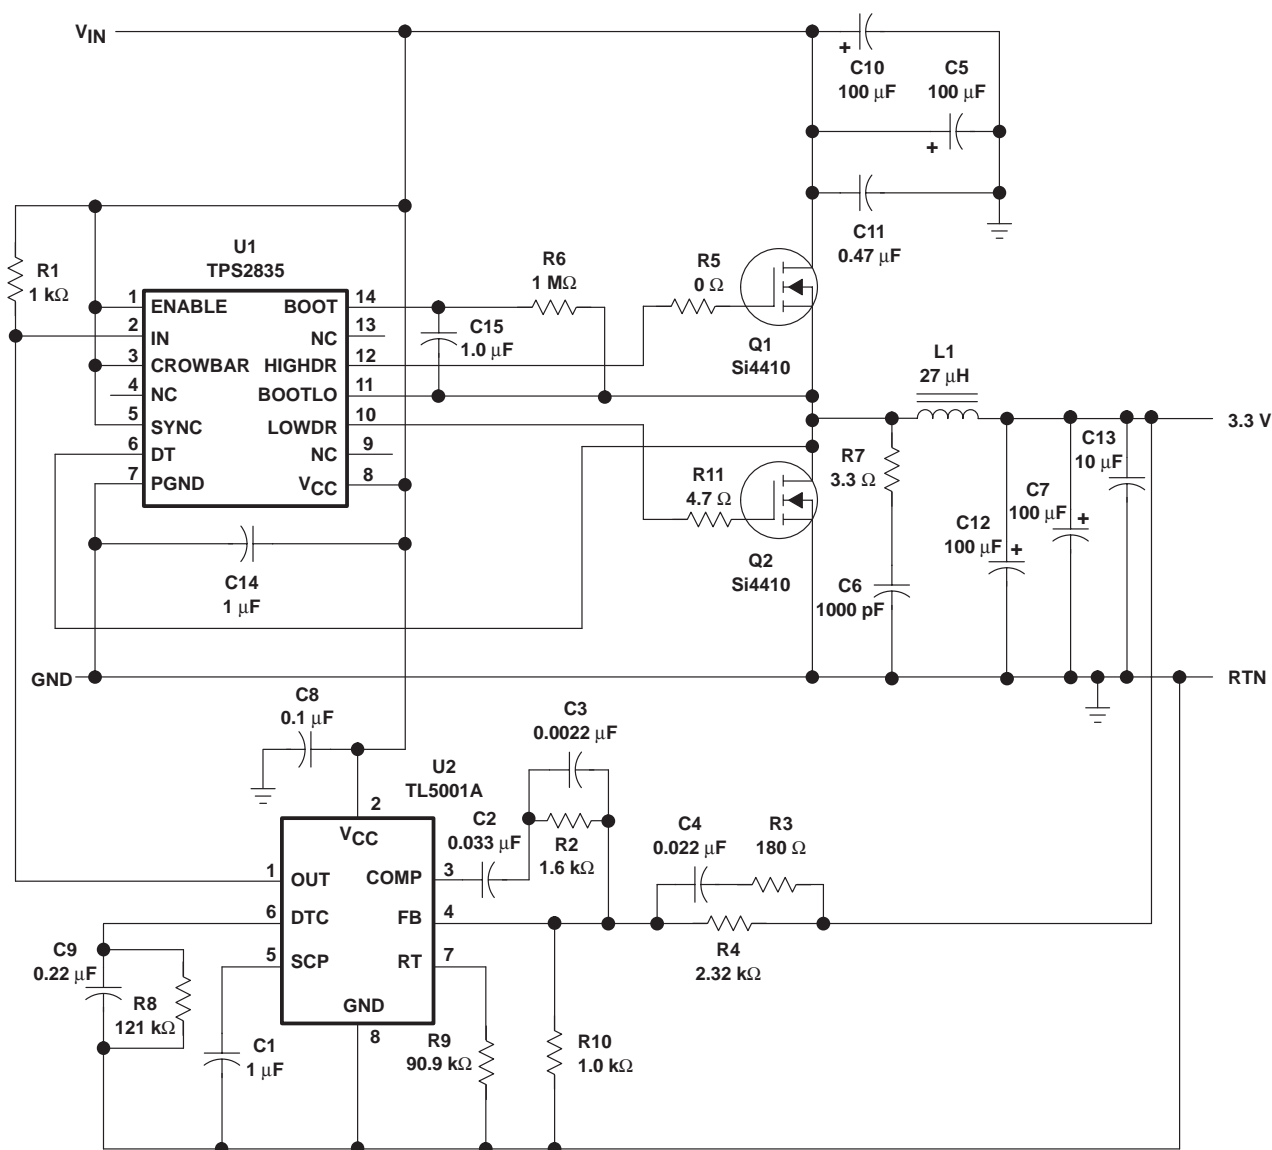 VIN
C10
100 μF
C5
100 μF
+
+
C11
0.47 μF
U1
TPS2835
R1
1 kΩ
R6
1 MΩ
R5
0 Ω
1 ENABLE BOOT 14
2 IN NC 13
3 CROWBAR HIGHDR 12
4 NC BOOTLO 11
5 SYNC LOWDR 10
6 DT NC 9
7 PGND VCC 8
C15
1.0 μF
Q1
Si4410
L1
27 μH
3.3 V
R11
4.7 Ω
R7
3.3 Ω
C13
10 μF
C7
100 μF
+
C12
100 μF
+
Q2
Si4410
C6
1000 pF
C14
1 μF
GND
RTN
C8
0.1 μF
C3
0.0022 μF
U2
TL5001A
2
VCC
C2
0.033 μF
R2
1.6 kΩ
C4
0.022 μF
R3
180 Ω
1 OUT COMP 3
6 DTC FB 4
5 SCP RT 7
GND
8
R4
2.32 kΩ
C9
0.22 μF
R8
121 kΩ
C1
1 μF
R9
90.9 kΩ
R10
1.0 kΩ